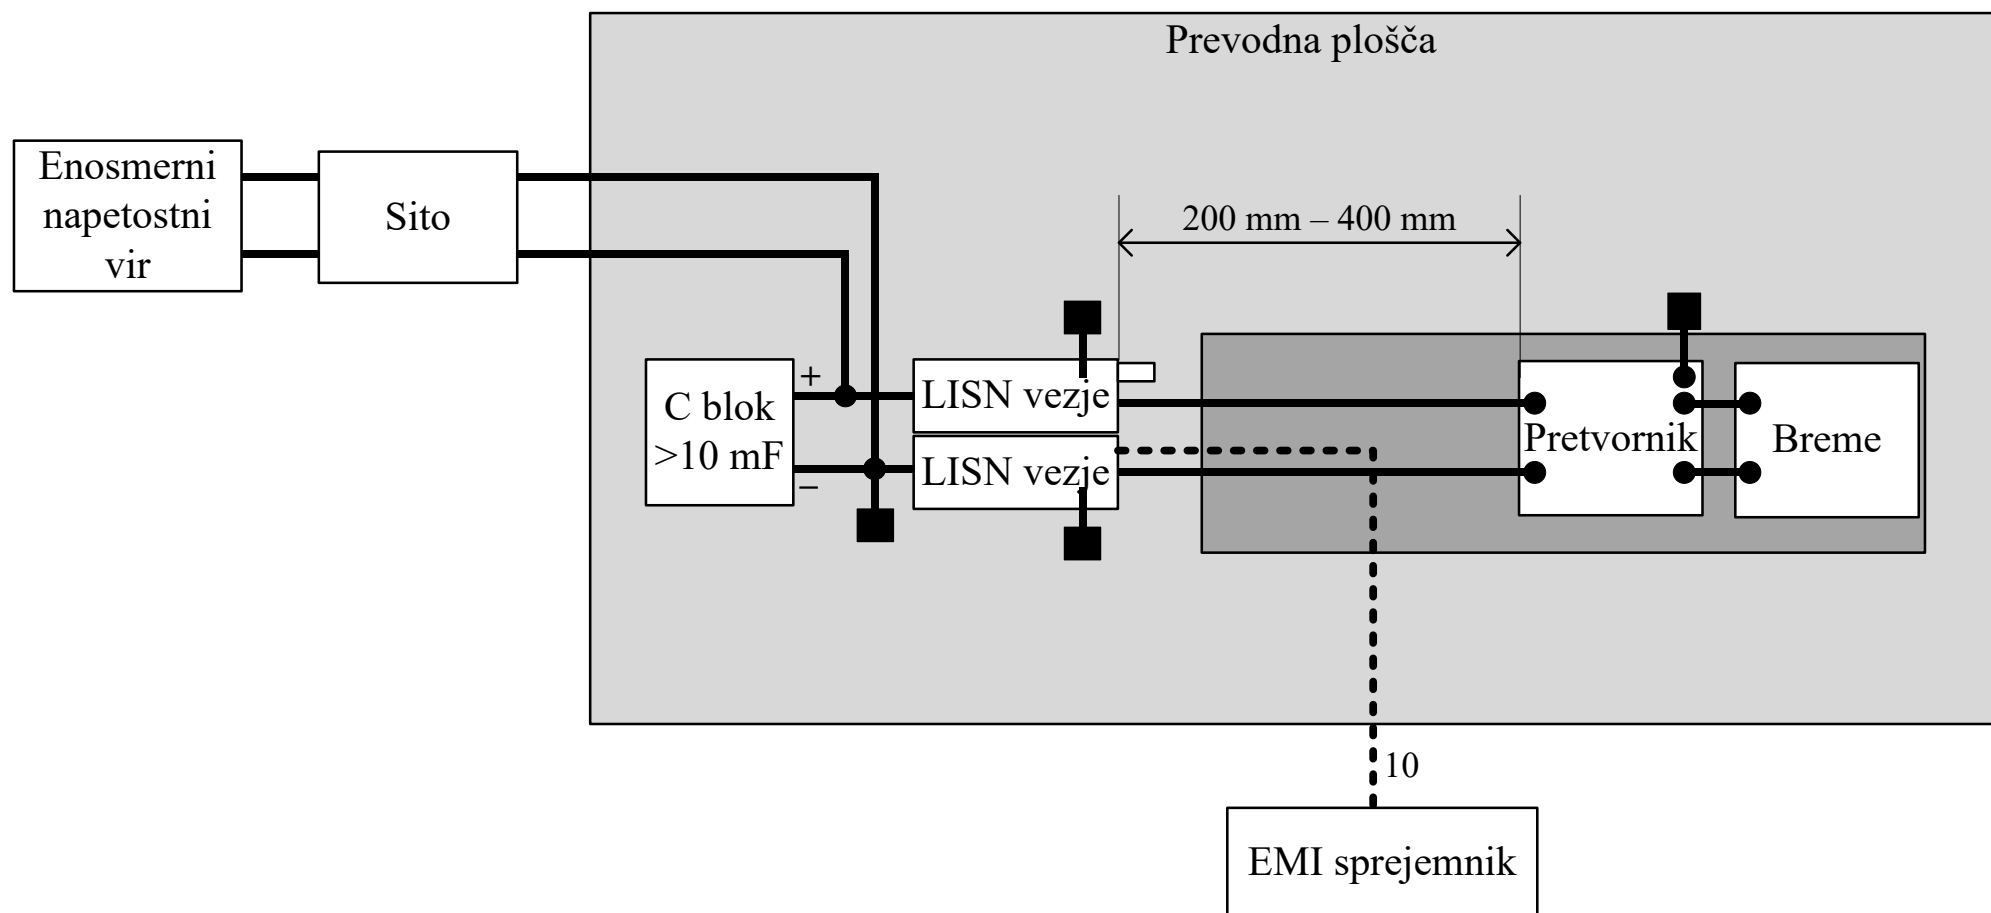 Prevodna plošča
Enosmerni
napetostni
vir
Sito
200 mm – 400 mm
C blok
>10 mF
+
−
LISN vezje
LISN vezje
Pretvornik
Breme
10
EMI sprejemnik